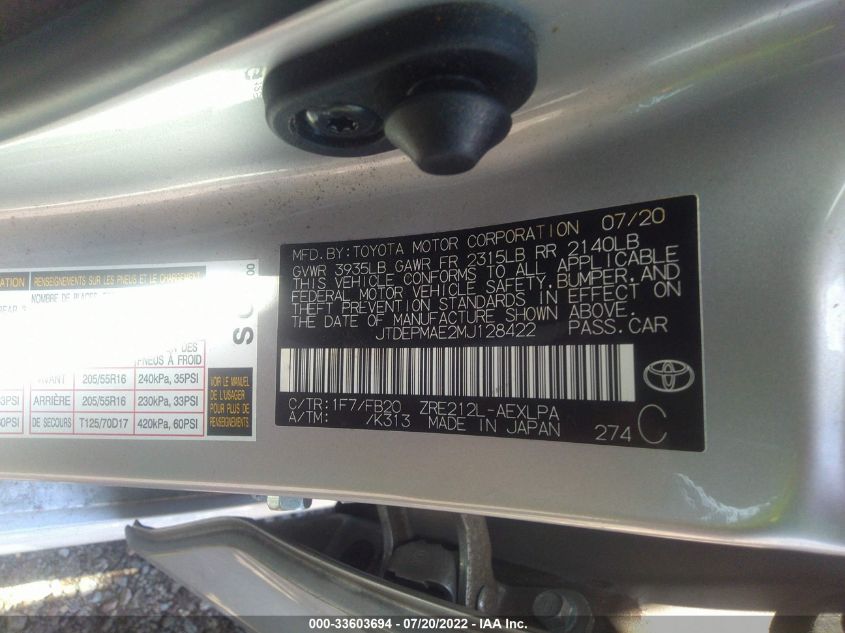 MFD.BY:TOYOTA MOTOR CORPORATION 07/20
GVWR 3935LB GAWR FR 2315LB RR 2140LB
THIS VEHICLE CONFORMS TO ALL APPLICABLE
FEDERAL MOTOR VEHICLE SAFETY,BUMPER,AND
THEFT PREVENTION STANDARDS IN EFFECT ON
THE DATE OF MANUFACTURE SHOWN ABOVE.
JTDEPMAE2MJ128422 PASS.CAR
C/TR:1F7/FB20 ZRE212L-AEXLPA
A/TM: /K313 MADE IN JAPAN 274 C
RENSEIGNEMENTS SUR LES PNEUS ET LE CHARGEMENT
NOMBRE DE PLACES
PNEUS À FROID
AVANT 205/55R16 240kPa, 35PSI
ARRIÈRE 205/55R16 230kPa, 33PSI
DE SECOURS T125/70D17 420kPa, 60PSI
VOIR LE MANUEL
DE L'USAGER
POUR PLUS DE
RENSEIGNEMENTS
000-33603694 / 07/20/2022 - IAA Inc.